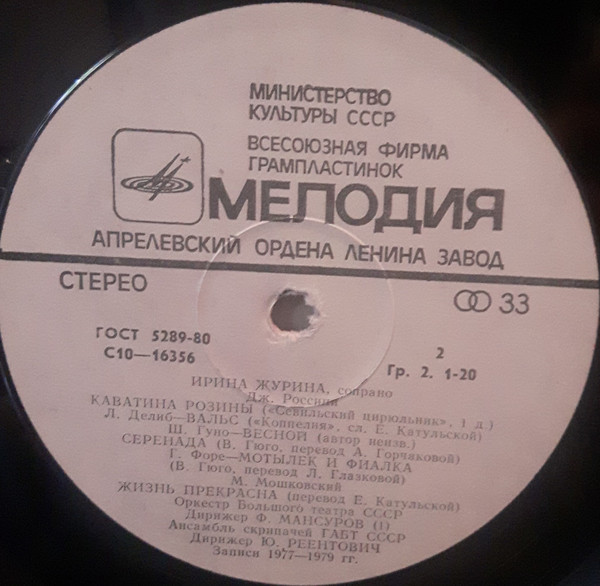 МИНИСТЕРСТВО
КУЛЬТУРЫ СССР
ВСЕСОЮЗНАЯ ФИРМА
ГРАМПЛАСТИНОК
МЕЛОДИЯ
АПРЕЛЕВСКИЙ ОРДЕНА ЛЕНИНА ЗАВОД
СТЕРЕО
33
ГОСТ 5289-80
С10—16356
2
Гр. 2. 1-20
ИРИНА ЖУРИНА, сопрано
Дж. Россини
КАВАТИНА РОЗИНЫ («Севильский цирюльник», 1 д.)
Л. Делиб—ВАЛЬС («Коппелия», сл. Е. Катульской)
Ш. Гуно—ВЕСНОЙ (автор неизв.)
СЕРЕНАДА (В. Гюго, перевод А. Горчаковой)
Г. Форе—МОТЫЛЕК И ФИАЛКА
(В. Гюго, перевод Л. Глазковой)
М. Мошковский
ЖИЗНЬ ПРЕКРАСНА (перевод Е. Катульской)
Оркестр Большого театра СССР
Дирижер Ф. МАНСУРОВ (1)
Ансамбль скрипачей ГАБТ СССР
Дирижер Ю. РЕЕНТОВИЧ
Записи 1977—1979 гг.